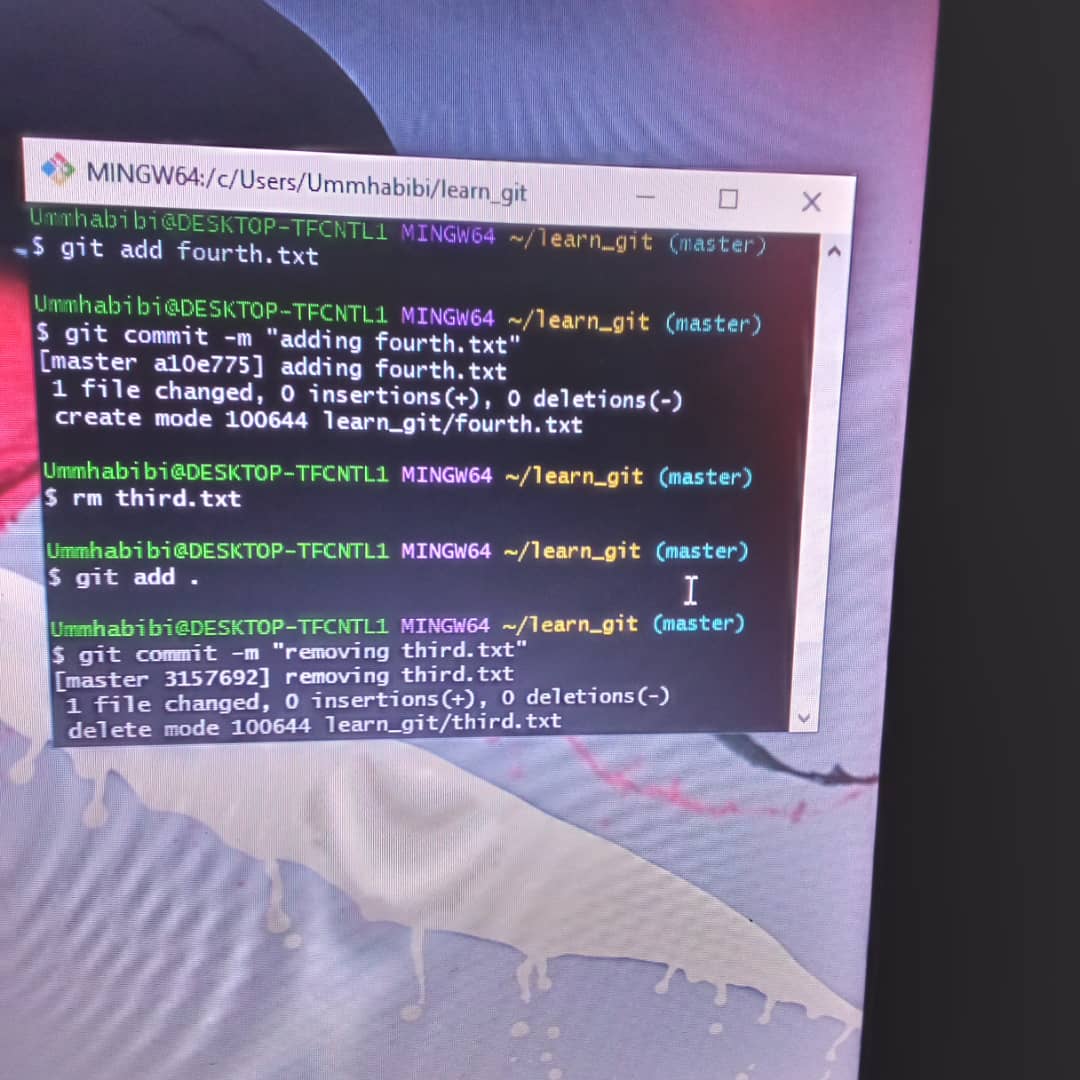 MINGW64:/c/Users/Ummhabibi/learn_git
Ummhabibi@DESKTOP-TFCNTL1 MINGW64 ~/learn_git (master)
$ git add fourth.txt
Ummhabibi@DESKTOP-TFCNTL1 MINGW64 ~/learn_git (master)
$ git commit -m "adding fourth.txt"
[master a10e775] adding fourth.txt
1 file changed, 0 insertions(+), 0 deletions(-)
create mode 100644 learn_git/fourth.txt
Ummhabibi@DESKTOP-TFCNTL1 MINGW64 ~/learn_git (master)
$ rm third.txt
Ummhabibi@DESKTOP-TFCNTL1 MINGW64 ~/learn_git (master)
$ git add .
Ummhabibi@DESKTOP-TFCNTL1 MINGW64 ~/learn_git (master)
$ git commit -m "removing third.txt"
[master 3157692] removing third.txt
1 file changed, 0 insertions(+), 0 deletions(-)
delete mode 100644 learn_git/third.txt